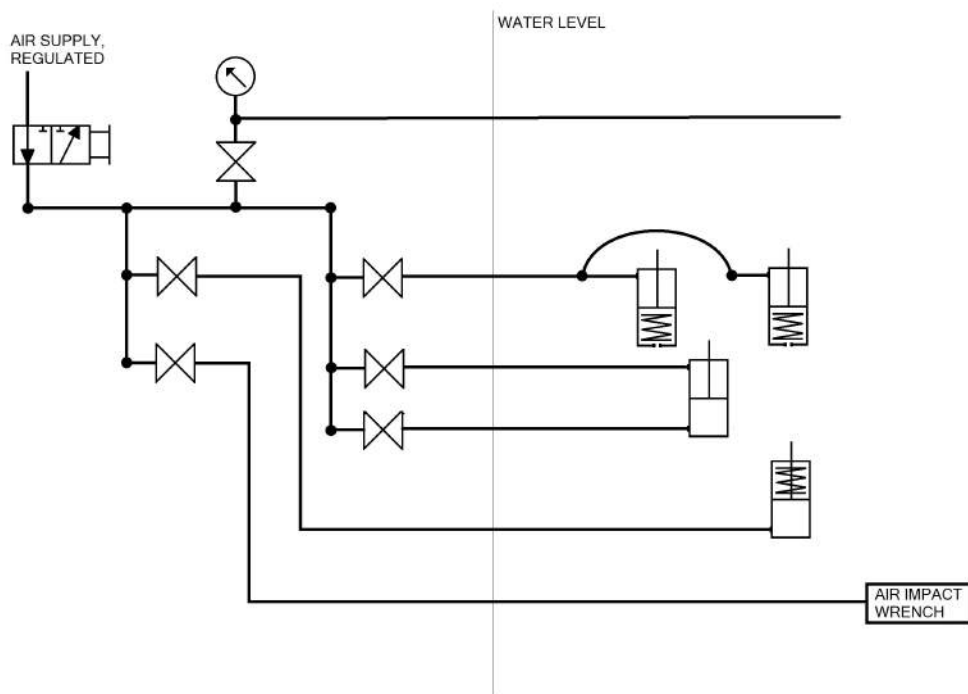 WATER LEVEL
AIR SUPPLY,
REGULATED
AIR IMPACT
WRENCH